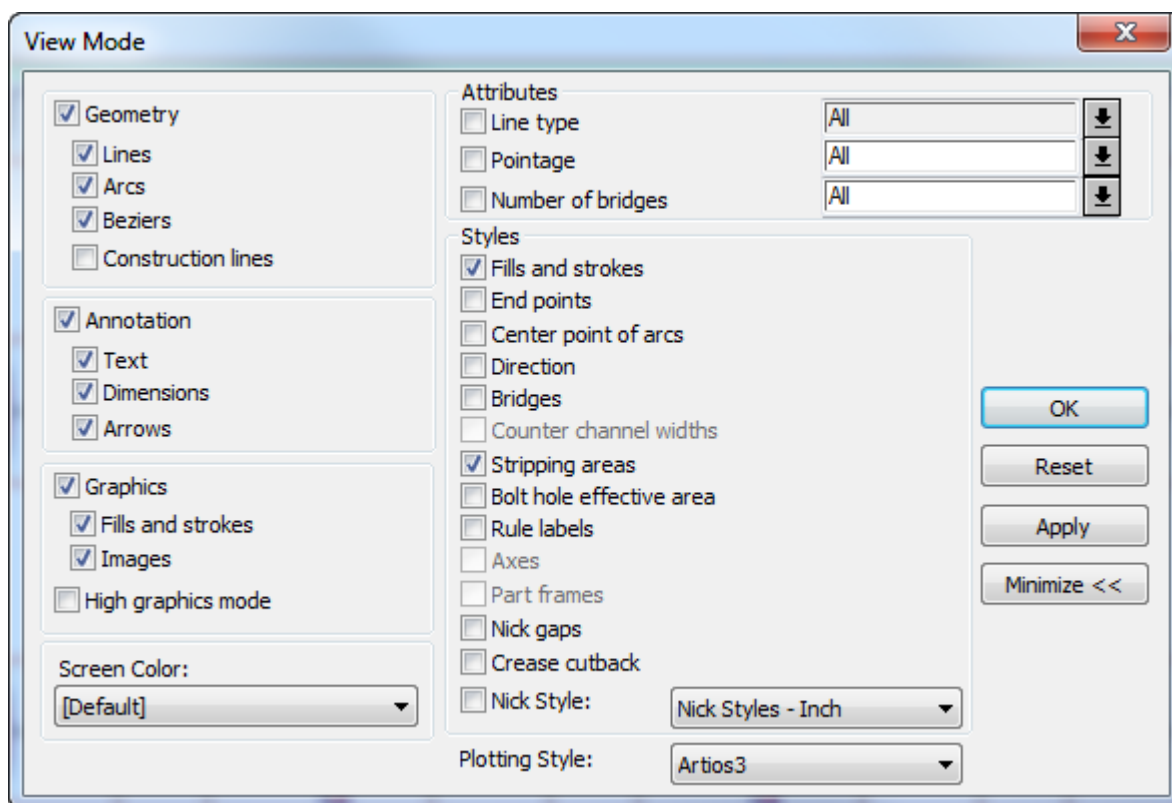 View Mode
Geometry
Lines
Arcs
Beziers
Construction lines
Annotation
Text
Dimensions
Arrows
Graphics
Fills and strokes
Images
High graphics mode
Screen Color:
[Default]
Attributes
Line type All
Pointage All
Number of bridges All
Styles
Fills and strokes
End points
Center point of arcs
Direction
Bridges
Counter channel widths
Stripping areas
Bolt hole effective area
Rule labels
Axes
Part frames
Nick gaps
Crease cutback
Nick Style: Nick Styles - Inch
Plotting Style: Artios3
OK
Reset
Apply
Minimize <<